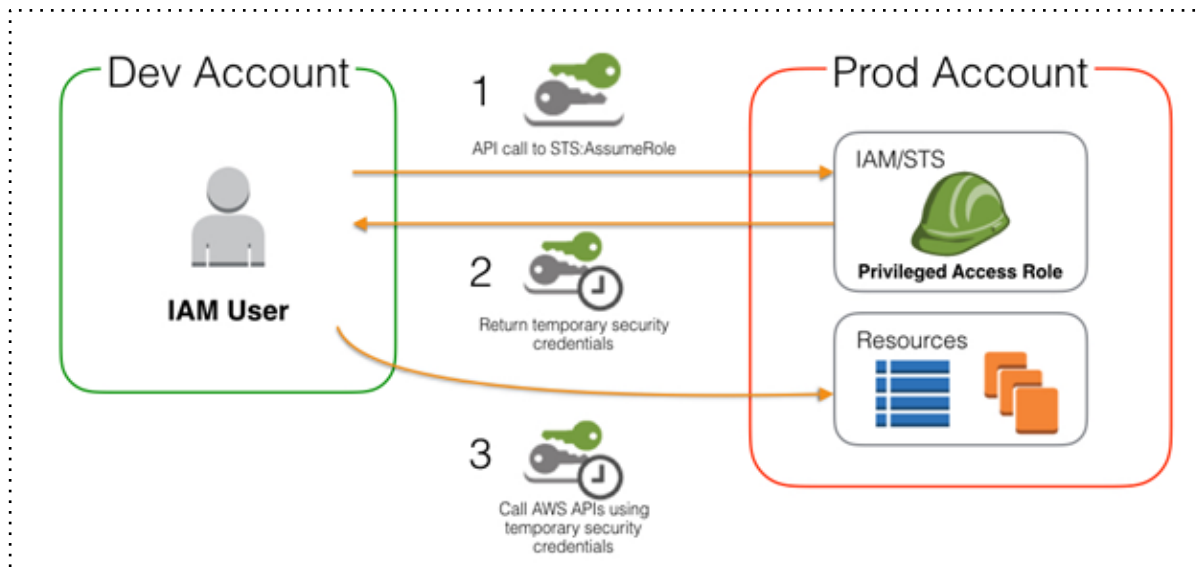 Dev Account
Prod Account
1
API call to STS:AssumeRole
IAM/STS
Privileged Access Role
IAM User
2
Return temporary security
credentials
Resources
3
Call AWS APIs using
temporary security
credentials